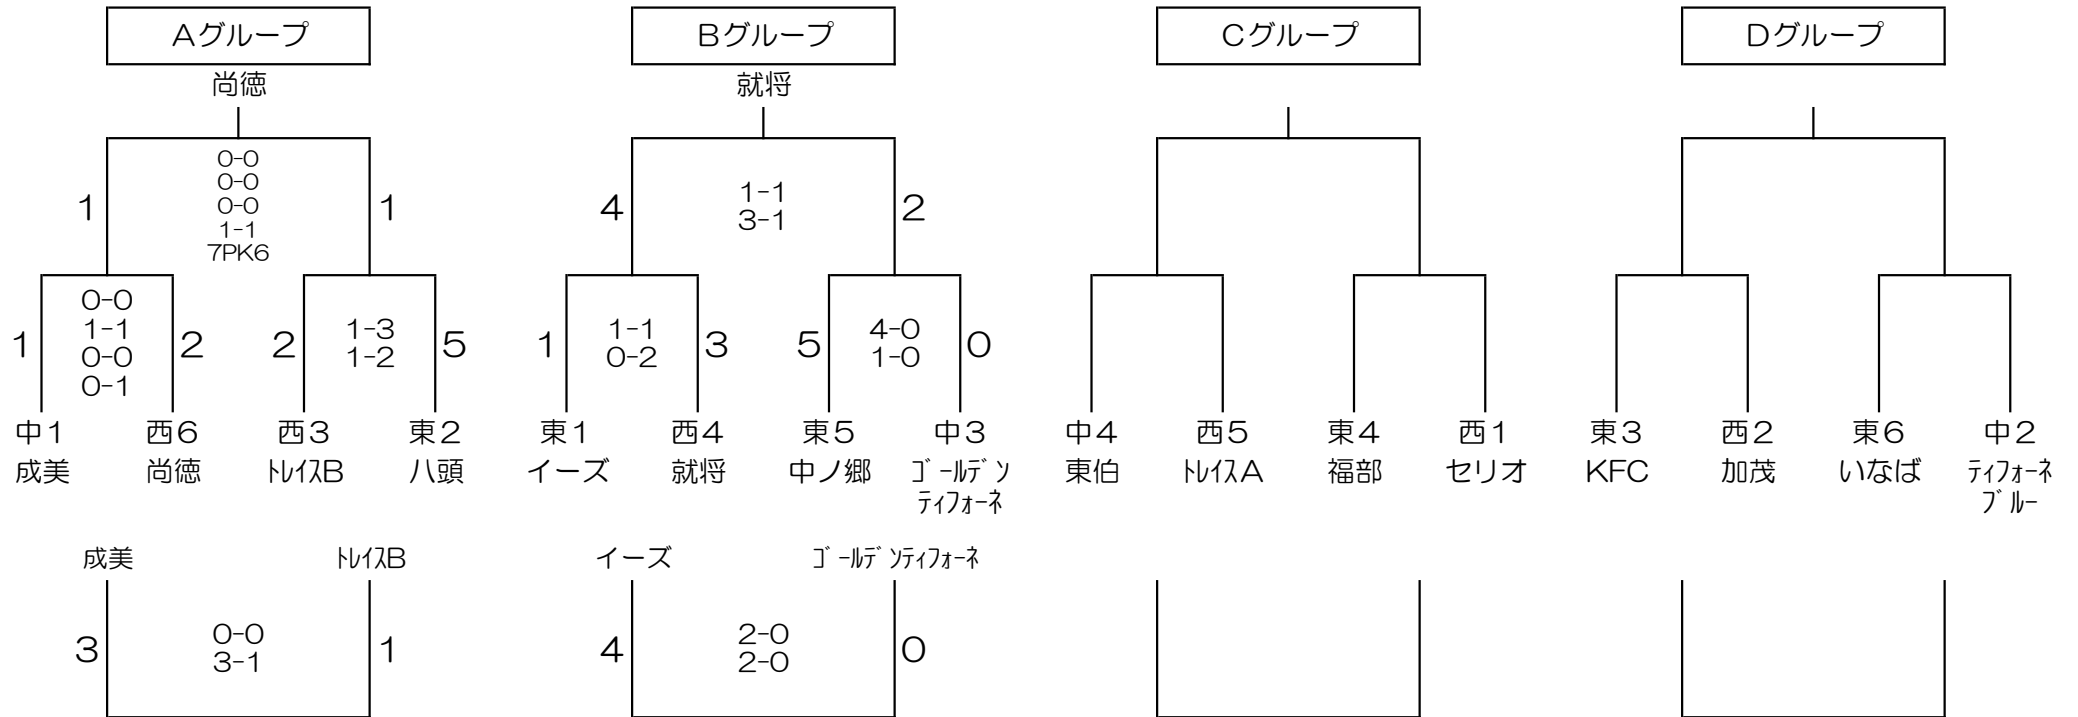 Aグループ
Bグループ
Cグループ
Dグループ
尚徳
就将
0-0
0-0
0-0
1-1
7PK6
1
1
1-1
3-1
4
2
0-0
1-1
0-0
0-1
1
2
1-3
1-2
2
5
1-1
0-2
1
3
4-0
1-0
5
0
中1
西6
西3
東2
東1
西4
東5
中3
中4
西5
東4
西1
東3
西2
東6
中2
成美
尚徳
ﾄﾚｲｽB
八頭
イーズ
就将
中ノ郷
ｺﾞｰﾙﾃﾞﾝ
ﾃｨﾌｫｰﾈ
東伯
ﾄﾚｲｽA
福部
セリオ
KFC
加茂
いなば
ﾃｨﾌｫｰﾈ
ﾌﾞﾙｰ
成美
ﾄﾚｲｽB
イーズ
ｺﾞｰﾙﾃﾞﾝﾃｨﾌｫｰﾈ
3
0-0
3-1
1
4
2-0
2-0
0